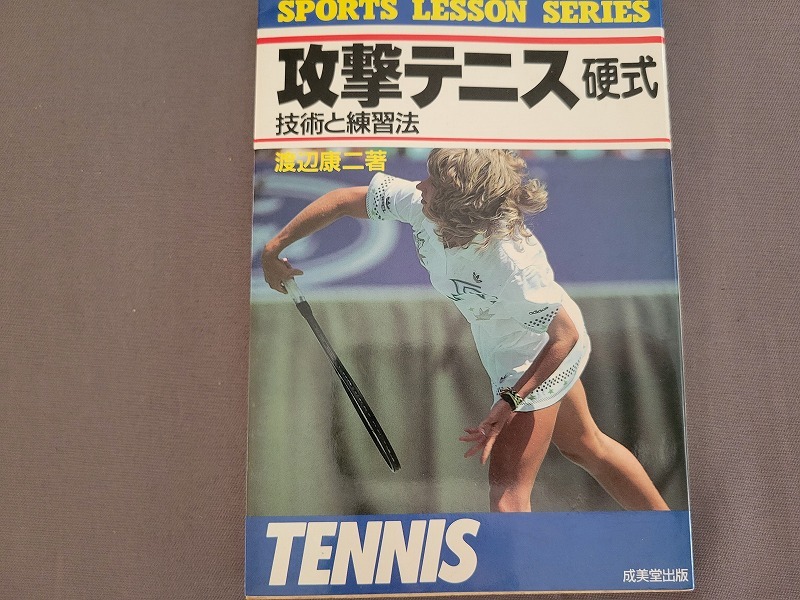 SPORTS LESSON SERIES
攻撃テニス 硬式
技術と練習法
渡辺康二著
TENNIS
成美堂出版